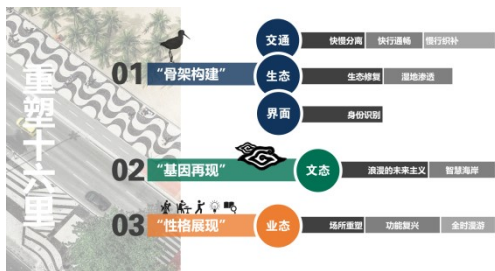 重塑十六里
交通
快慢分离 快行通畅 慢行织补
01 “骨架构建” 生态
生态修复 湿地渗透
界面
身份识别
02 “基因再现” 文态
浪漫的未来主义 智慧海岸
03 “性格展现” 业态
场所重塑 功能复兴 全时漫游